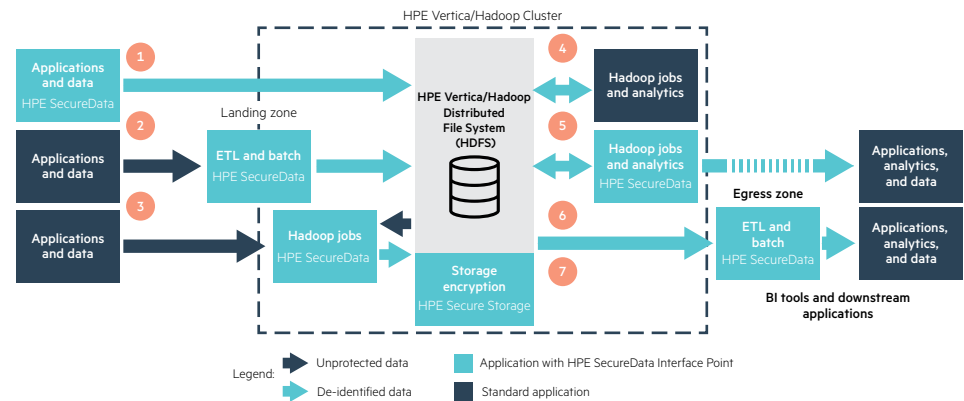 HPE Vertica/Hadoop Cluster
1
Applications
and data
HPE SecureData
2
Applications
and data
3
Applications
and data
Landing zone
ETL and batch
HPE SecureData
Hadoop jobs
HPE SecureData
HPE Vertica/Hadoop
Distributed
File System
(HDFS)
Storage
encryption
HPE Secure Storage
4
Hadoop jobs
and analytics
5
Hadoop jobs
and analytics
HPE SecureData
6
7
Egress zone
ETL and
batch
HPE SecureData
Applications,
analytics,
and data
Applications,
analytics,
and data
BI tools and downstream
applications
Legend:
Unprotected data
De-identified data
Application with HPE SecureData Interface Point
Standard application